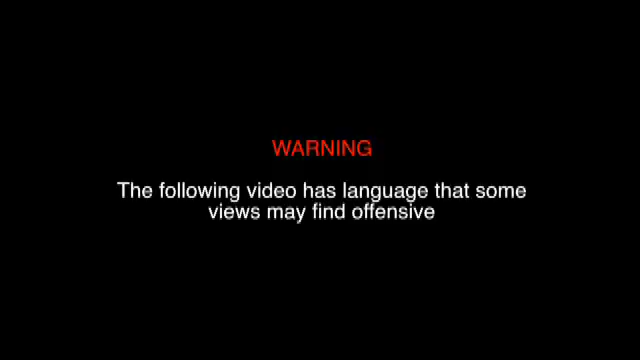 WARNING
The following video has language that some
views may find offensive